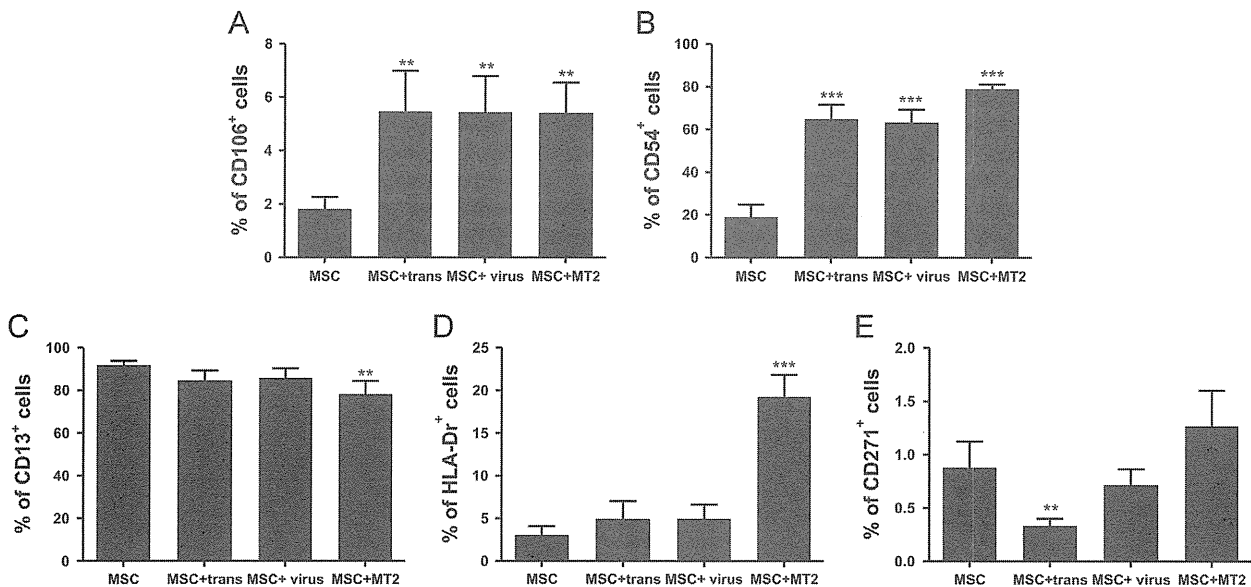 A
% of CD106+ cells
8
6
4
2
0
**
**
**
MSC
MSC+trans
MSC+ virus
MSC+MT2
B
% of CD54+ cells
100
80
60
40
20
0
***
***
***
MSC
MSC+trans
MSC+ virus
MSC+MT2
C
% of CD13+ cells
100
80
60
40
20
0
**
MSC
MSC+trans
MSC+ virus
MSC+MT2
D
% of HLA-Dr+ cells
25
20
15
10
5
0
***
MSC
MSC+trans
MSC+ virus
MSC+MT2
E
% of CD271+ cells
2.0
1.5
1.0
0.5
0.0
**
MSC
MSC+trans
MSC+ virus
MSC+MT2